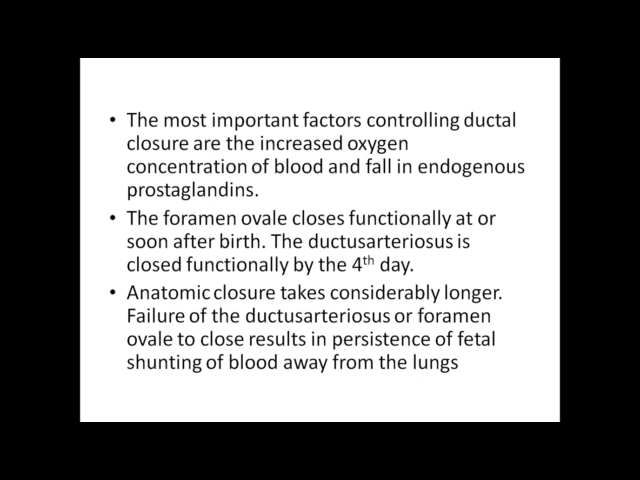 • The most important factors controlling ductal
closure are the increased oxygen
concentration of blood and fall in endogenous
prostaglandins.
• The foramen ovale closes functionally at or
soon after birth. The ductusarteriosus is
closed functionally by the 4th day.
• Anatomic closure takes considerably longer.
Failure of the ductusarteriosus or foramen
ovale to close results in persistence of fetal
shunting of blood away from the lungs